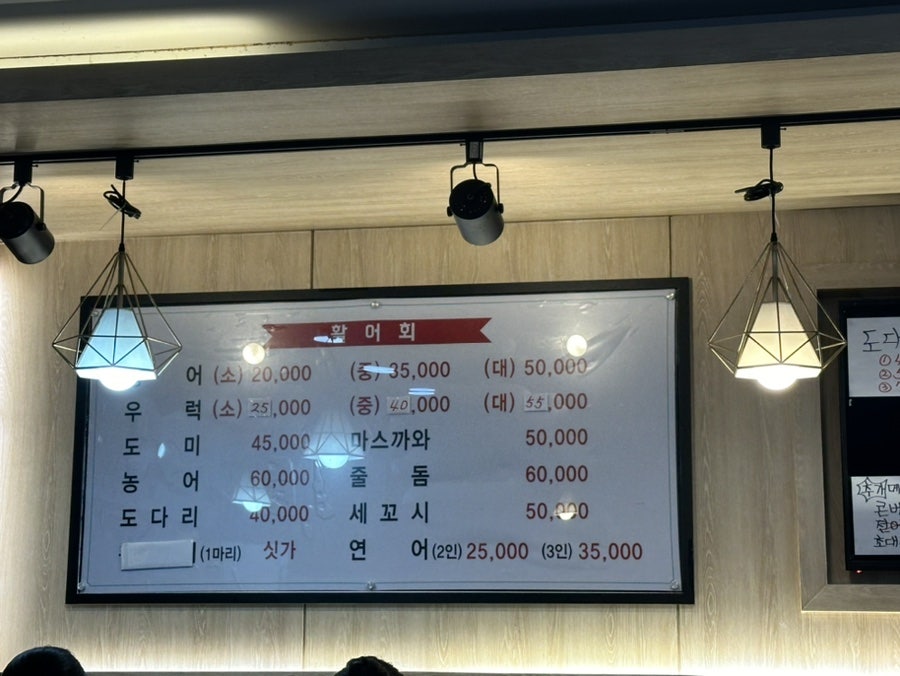 활어회
어 (소) 20,000 (중) 35,000 (대) 50,000
우럭 (소) 25,000 (중) 40,000 (대) 55,000
도미 45,000 마스까와 50,000
농어 60,000 줄돔 60,000
도다리 40,000 세꼬시 50,000
(1마리) 싯가 연어 (2인) 25,000 (3인) 35,000
도다
①
②
③